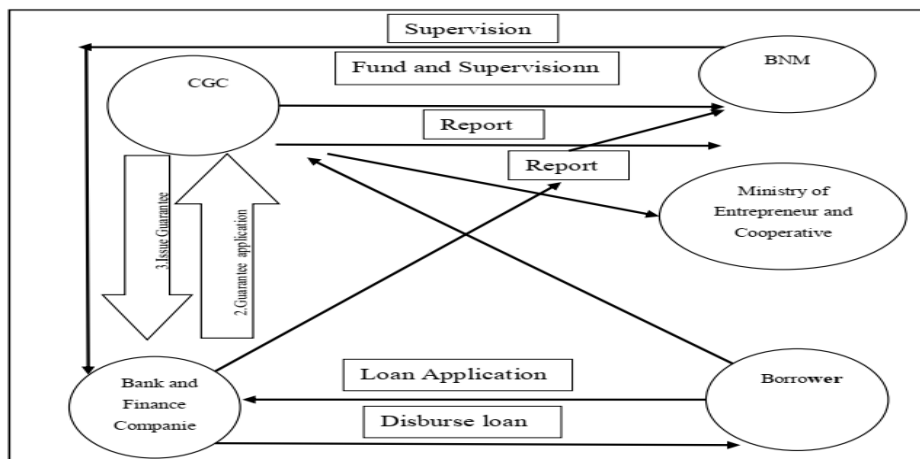 Supervision
BNM
Fund and Supervisionn
CGC
Report
Report
Ministry of
Entrepreneur and
Cooperative
3.Issue Guarantee
2.Guarantee application
Loan Application
Bank and
Finance
Companie
Borrower
Disburse loan